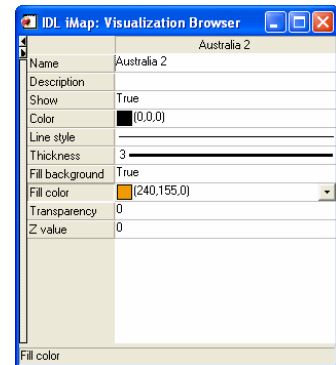 IDL iMap: Visualization Browser
Australia 2
Name Australia 2
Description
Show True
Color (0,0,0)
Line style
Thickness 3
Fill background True
Fill color (240,155,0)
Transparency 0
Z value 0
Fill color